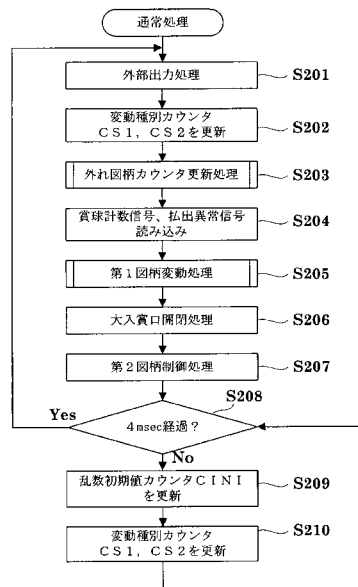 通常処理
外部出力処理
S201
変動種別カウンタ
CS1,CS2を更新
S202
外れ図柄カウンタ更新処理
S203
賞球計数信号、払出異常信号
読み込み
S204
第1図柄変動処理
S205
大入賞口開閉処理
S206
第2図柄制御処理
S207
S208
Yes
4msec経過?
No
乱数初期値カウンタCINI
を更新
S209
変動種別カウンタ
CS1,CS2を更新
S210